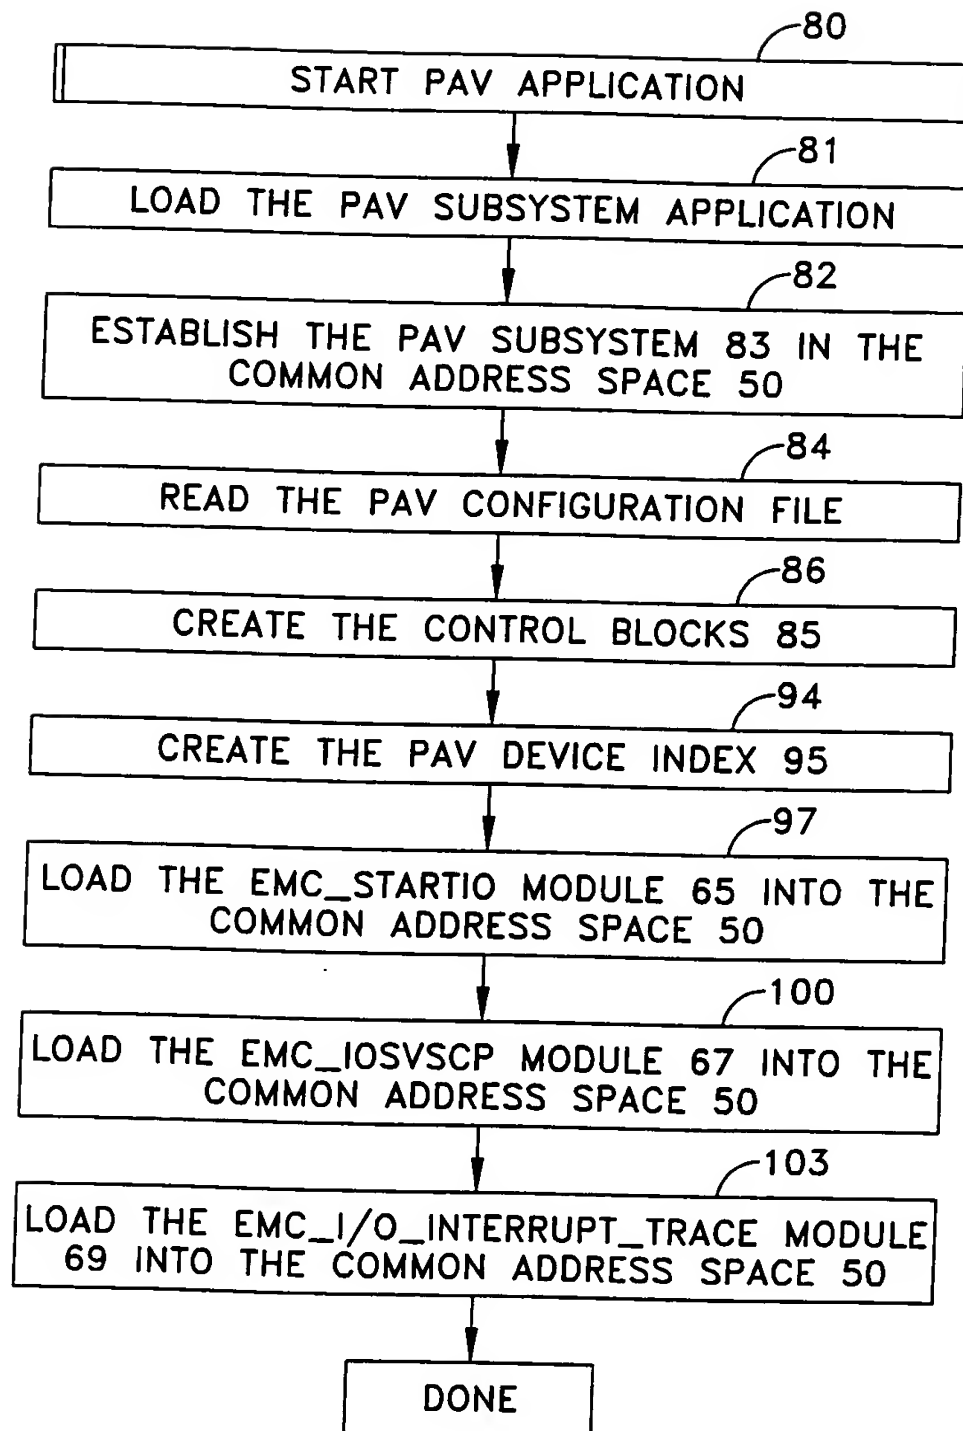 80
START PAV APPLICATION
81
LOAD THE PAV SUBSYSTEM APPLICATION
82
ESTABLISH THE PAV SUBSYSTEM 83 IN THE
COMMON ADDRESS SPACE 50
84
READ THE PAV CONFIGURATION FILE
86
CREATE THE CONTROL BLOCKS 85
94
CREATE THE PAV DEVICE INDEX 95
97
LOAD THE EMC_STARTIO MODULE 65 INTO THE
COMMON ADDRESS SPACE 50
100
LOAD THE EMC_IOSVSCP MODULE 67 INTO THE
COMMON ADDRESS SPACE 50
103
LOAD THE EMC_I/O_INTERRUPT_TRACE MODULE
69 INTO THE COMMON ADDRESS SPACE 50
DONE